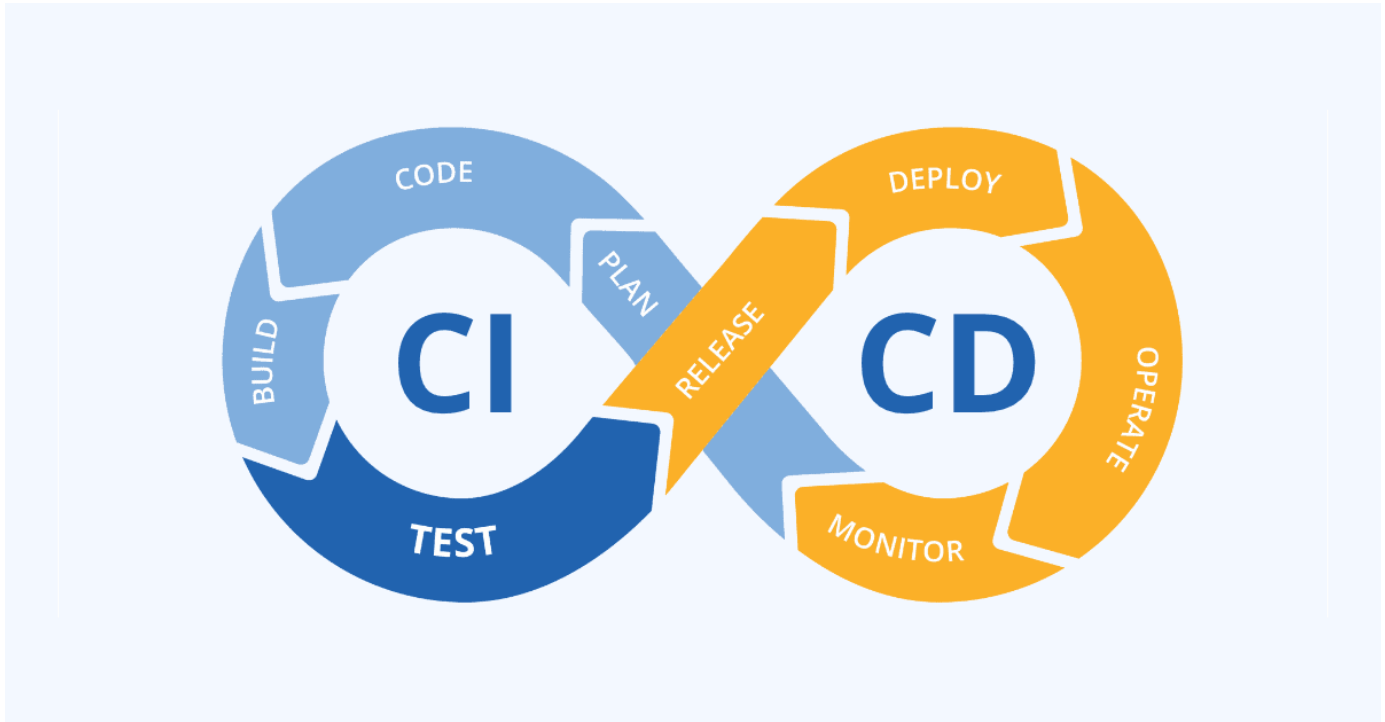 CODE
DEPLOY
PLAN
BUILD
CI
RELEASE
CD
OPERATE
TEST
MONITOR